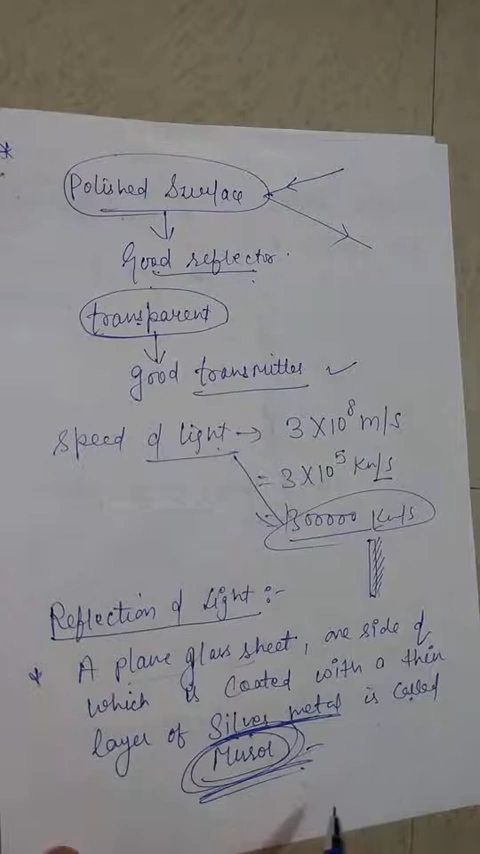 *
Polished Surface
Good reflector.
transparent
good transmitter
Speed of light → 3×10⁸ m/s
= 3×10⁵ Km/s
= 300000 Km/s
Reflection of Light :-
* A plane glass sheet, one side of
which is coated with a thin
layer of Silver metal is called
Mirror